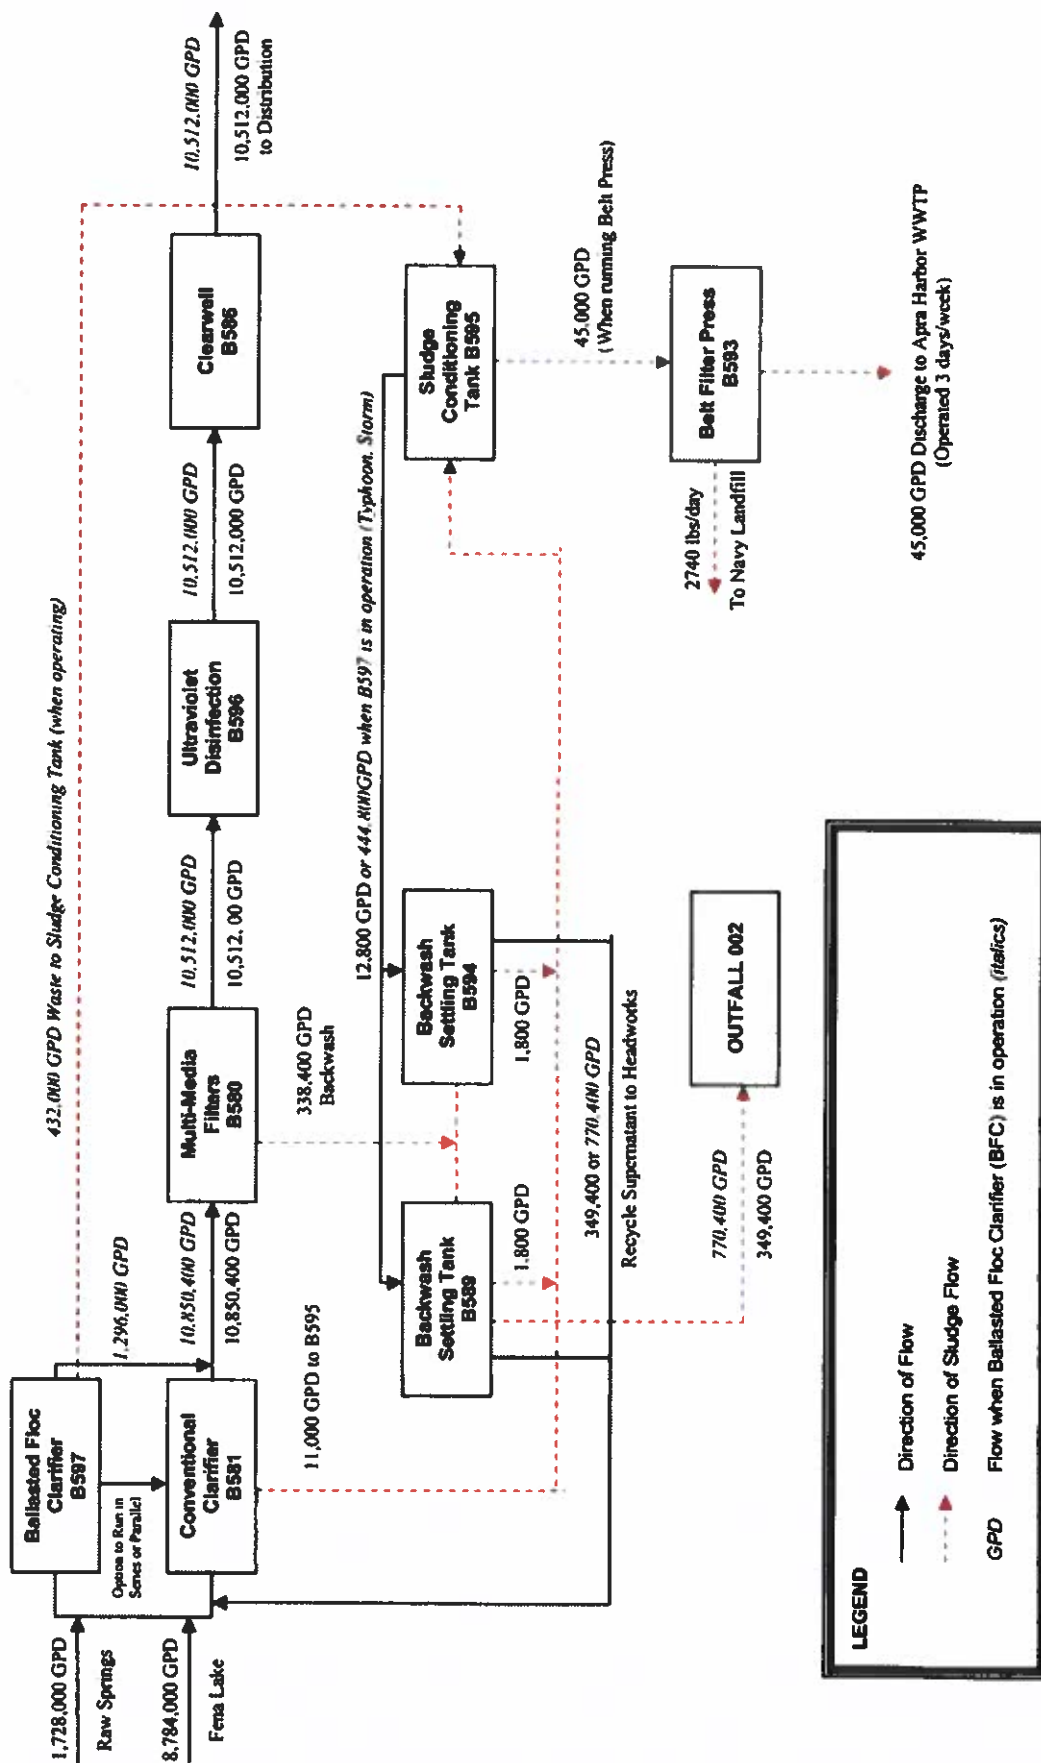 1,728,000 GPD
Raw Springs
8,784,000 GPD
Fena Lake
Ballasted Floc
Clarifier
B597
Option to Run in
Series or Parallel
Conventional
Clarifier
B581
432,000 GPD Waste to Sludge Conditioning Tank (when operating)
1,296,000 GPD
10,850,400 GPD
10,850,400 GPD
11,000 GPD to B595
Multi-Media
Filters
B580
338,400 GPD
Backwash
10,512,000 GPD
10,512, 00 GPD
Ultraviolet
Disinfection
B596
10,512,000 GPD
10,512,000 GPD
Clearwell
B586
10,512,000 GPD
10,512,000 GPD
to Distribution
12,800 GPD or 444,800GPD when B597 is in operation (Typhoon, Storm)
Backwash
Settling Tank
B589
1,800 GPD
Backwash
Settling Tank
B594
1,800 GPD
349,400 or 770,400 GPD
Recycle Supernatant to Headworks
Sludge
Conditioning
Tank B595
45,000 GPD
(When running Belt Press)
Belt Filter Press
B593
2740 lbs/day
To Navy Landfill
45,000 GPD Discharge to Apra Harbor WWTP
(Operated 3 days/week)
770,400 GPD
349,400 GPD
OUTFALL 002
LEGEND
Direction of Flow
Direction of Sludge Flow
GPD Flow when Ballasted Floc Clarifier (BFC) is in operation (italics)